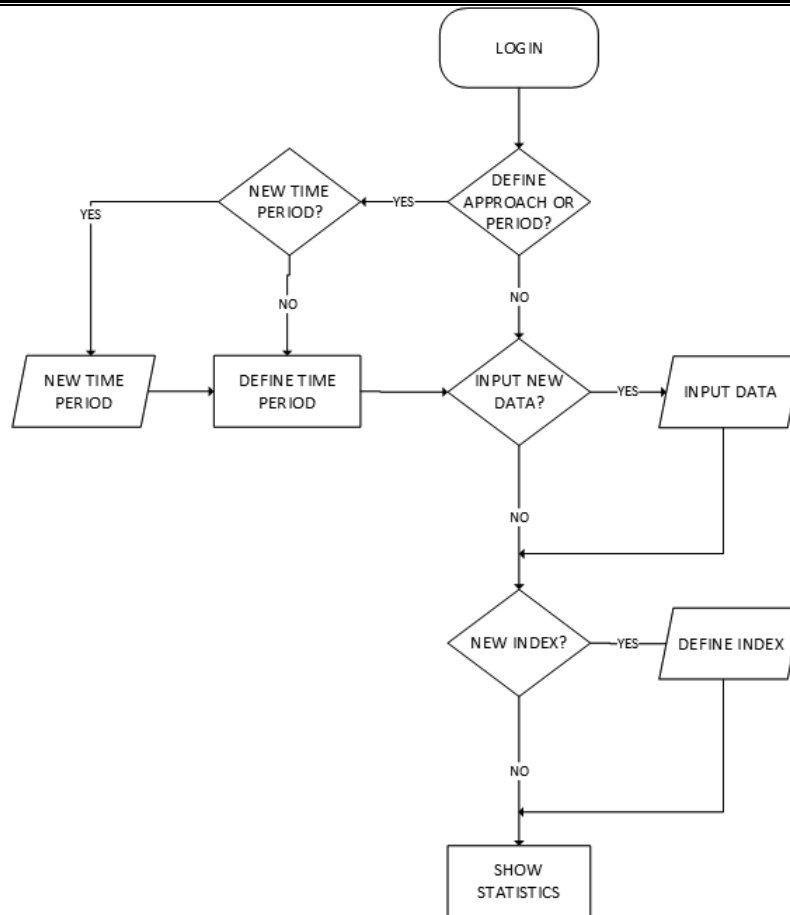 LOGIN
DEFINE
APPROACH OR
PERIOD?
YES
NEW TIME
PERIOD?
YES
NO
NO
NEW TIME
PERIOD
DEFINE TIME
PERIOD
INPUT NEW
DATA?
YES
INPUT DATA
NO
NEW INDEX?
YES
DEFINE INDEX
NO
SHOW
STATISTICS